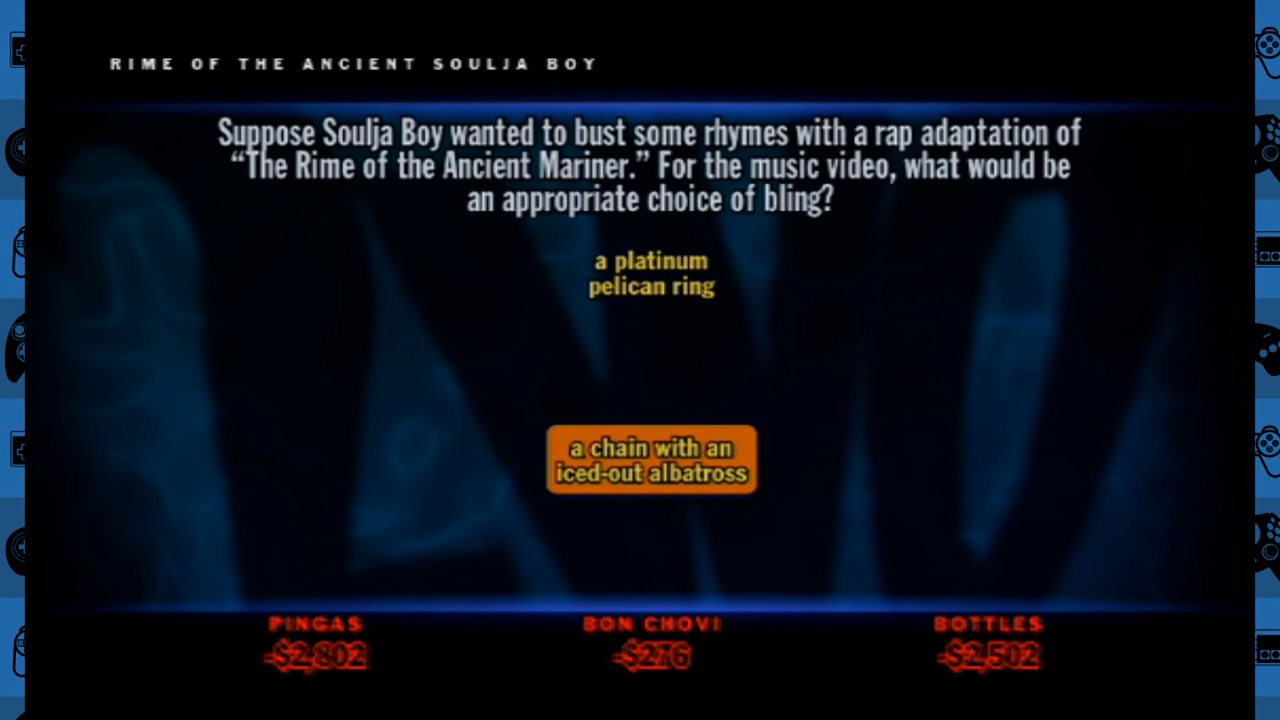 RIME OF THE ANCIENT SOULJA BOY
Suppose Soulja Boy wanted to bust some rhymes with a rap adaptation of
“The Rime of the Ancient Mariner.” For the music video, what would be
an appropriate choice of bling?
a platinum
pelican ring
a chain with an
iced-out albatross
PINGAS BON CHOVI BOTTLES
-$2,802 -$276 -$2,502